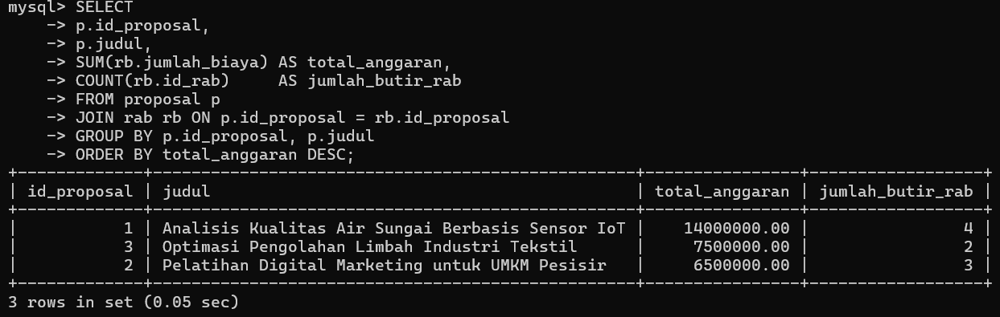 mysql> SELECT
    -> p.id_proposal,
    -> p.judul,
    -> SUM(rb.jumlah_biaya) AS total_anggaran,
    -> COUNT(rb.id_rab)     AS jumlah_butir_rab
    -> FROM proposal p
    -> JOIN rab rb ON p.id_proposal = rb.id_proposal
    -> GROUP BY p.id_proposal, p.judul
    -> ORDER BY total_anggaran DESC;
+-------------+--------------------------------------------------+----------------+------------------+
| id_proposal | judul                                            | total_anggaran | jumlah_butir_rab |
+-------------+--------------------------------------------------+----------------+------------------+
|           1 | Analisis Kualitas Air Sungai Berbasis Sensor IoT |    14000000.00 |                4 |
|           3 | Optimasi Pengolahan Limbah Industri Tekstil      |     7500000.00 |                2 |
|           2 | Pelatihan Digital Marketing untuk UMKM Pesisir   |     6500000.00 |                3 |
+-------------+--------------------------------------------------+----------------+------------------+
3 rows in set (0.05 sec)